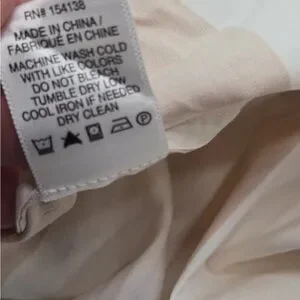 RN# 154138
MADE IN CHINA /
FABRIQUÉ EN CHINE
MACHINE WASH COLD
WITH LIKE COLORS
DO NOT BLEACH
TUMBLE DRY LOW
COOL IRON IF NEEDED
DRY CLEAN